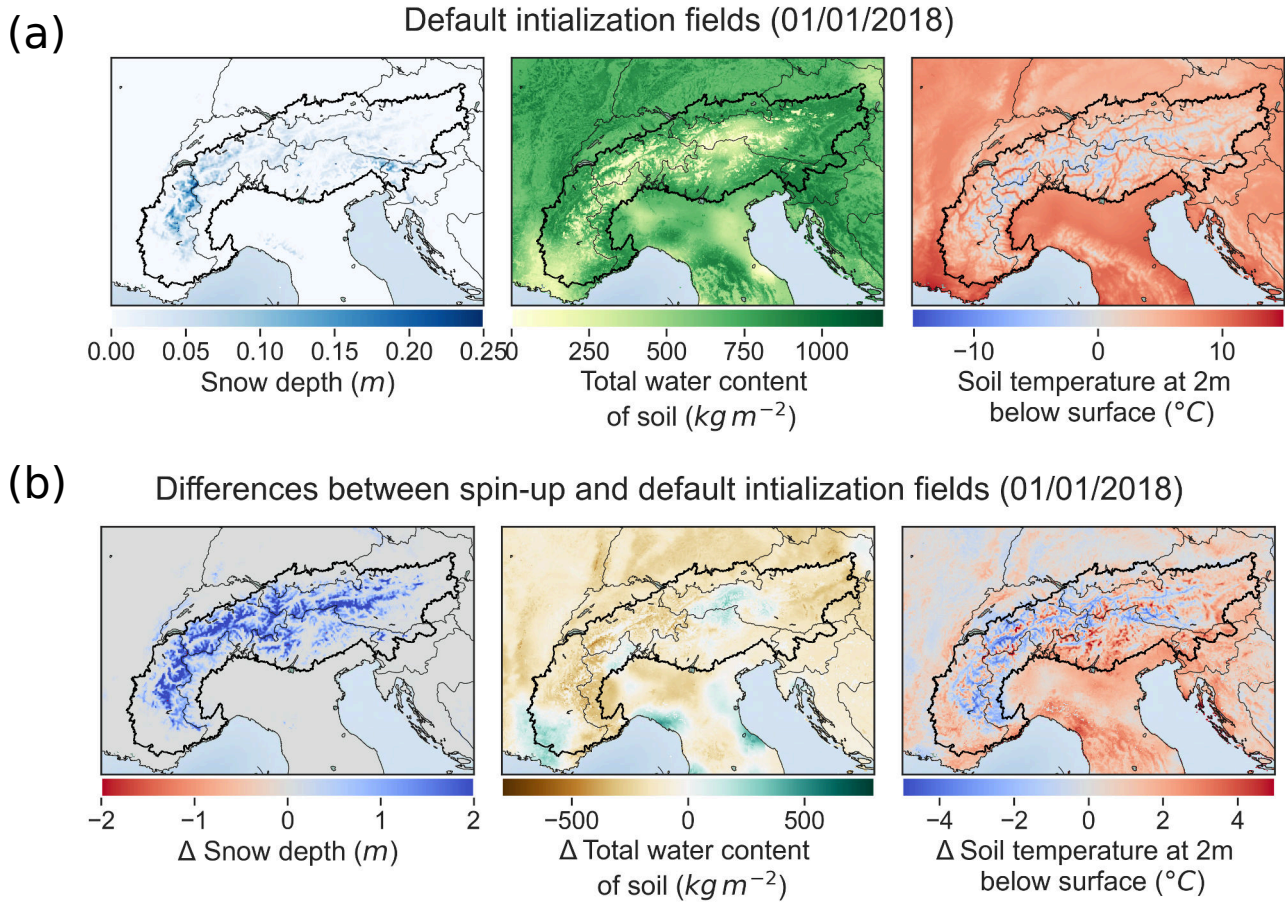 (a)
Default intialization fields (01/01/2018)
0.00 0.05 0.10 0.15 0.20 0.25
Snow depth (m)
0 250 500 750 1000
Total water content
of soil (kg m⁻²)
−10 0 10
Soil temperature at 2m
below surface (°C)
(b)
Differences between spin-up and default intialization fields (01/01/2018)
−2 −1 0 1 2
Δ Snow depth (m)
−500 0 500
Δ Total water content
of soil (kg m⁻²)
−4 −2 0 2 4
Δ Soil temperature at 2m
below surface (°C)